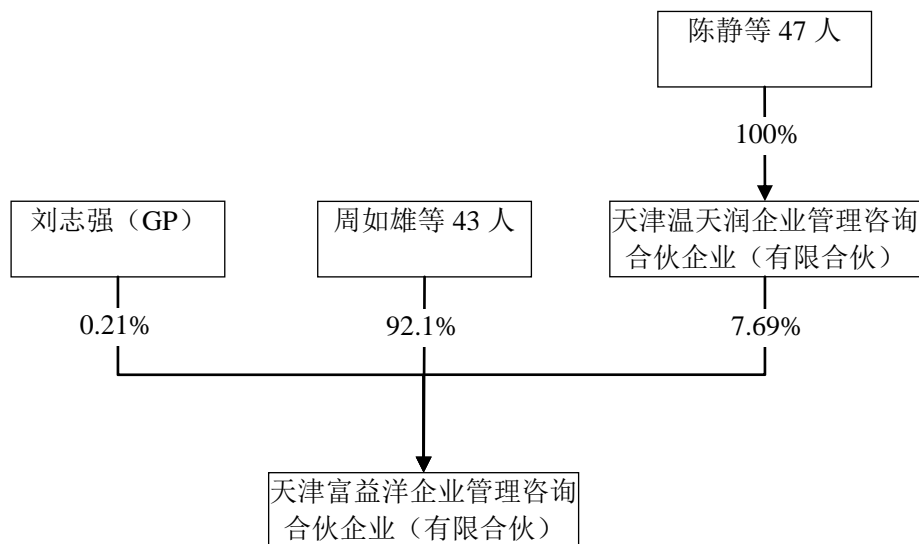 陈静等 47 人
100%
刘志强（GP）
周如雄等 43 人
天津温天润企业管理咨询
合伙企业（有限合伙）
0.21%
92.1%
7.69%
天津富益洋企业管理咨询
合伙企业（有限合伙）